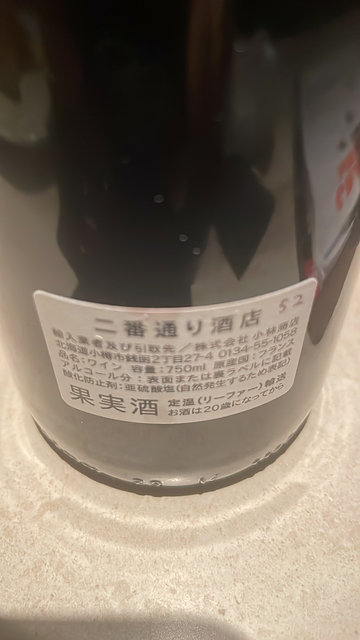 二番通り酒店 52
輸入業者及び引取先／株式会社 小林商店
北海道小樽市銭函2丁目27-4 0134-55-1058
品名：ワイン 容量：750ml 原産国：フランス
アルコール分：表面または裏ラベルに記載
酸化防止剤：亜硫酸塩（自然発生するため表記）
果実酒 定温（リーファー）輸送
お酒は20歳になってから